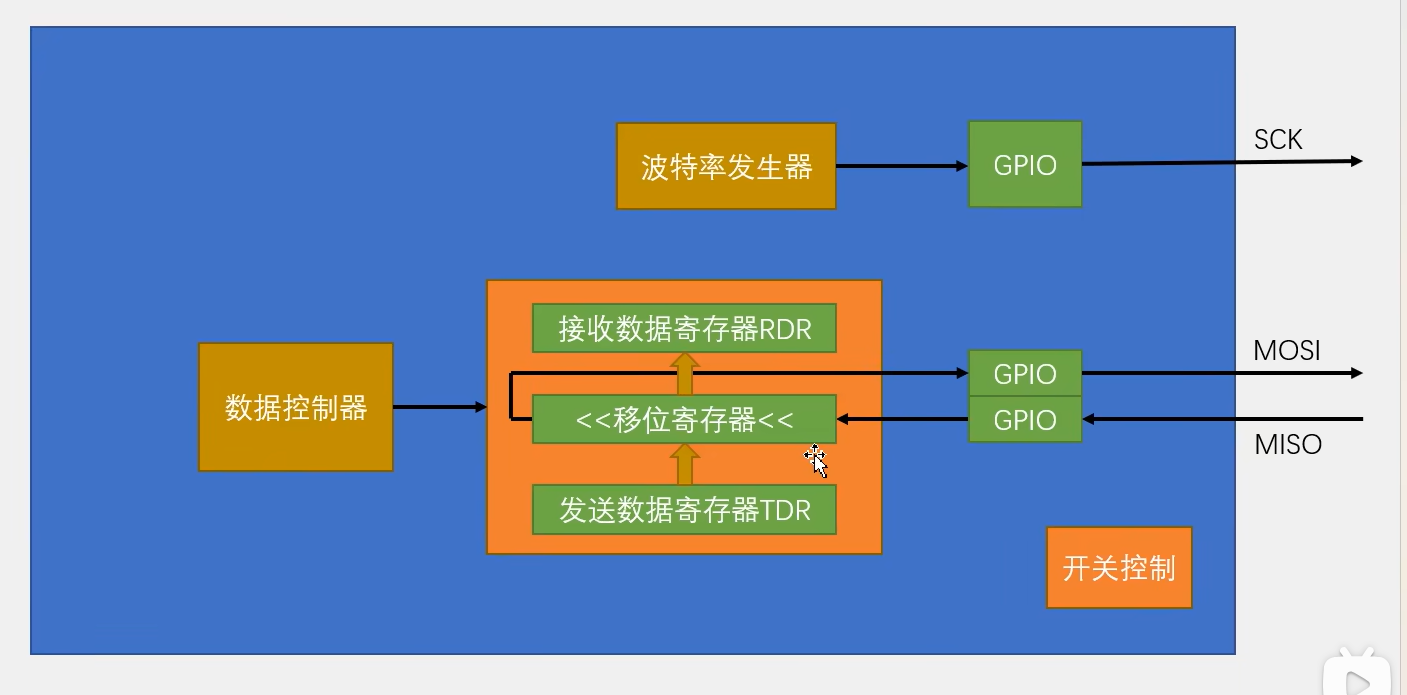 波特率发生器
GPIO
SCK
接收数据寄存器RDR
MOSI
GPIO
数据控制器
<<移位寄存器<<
GPIO
MISO
发送数据寄存器TDR
开关控制